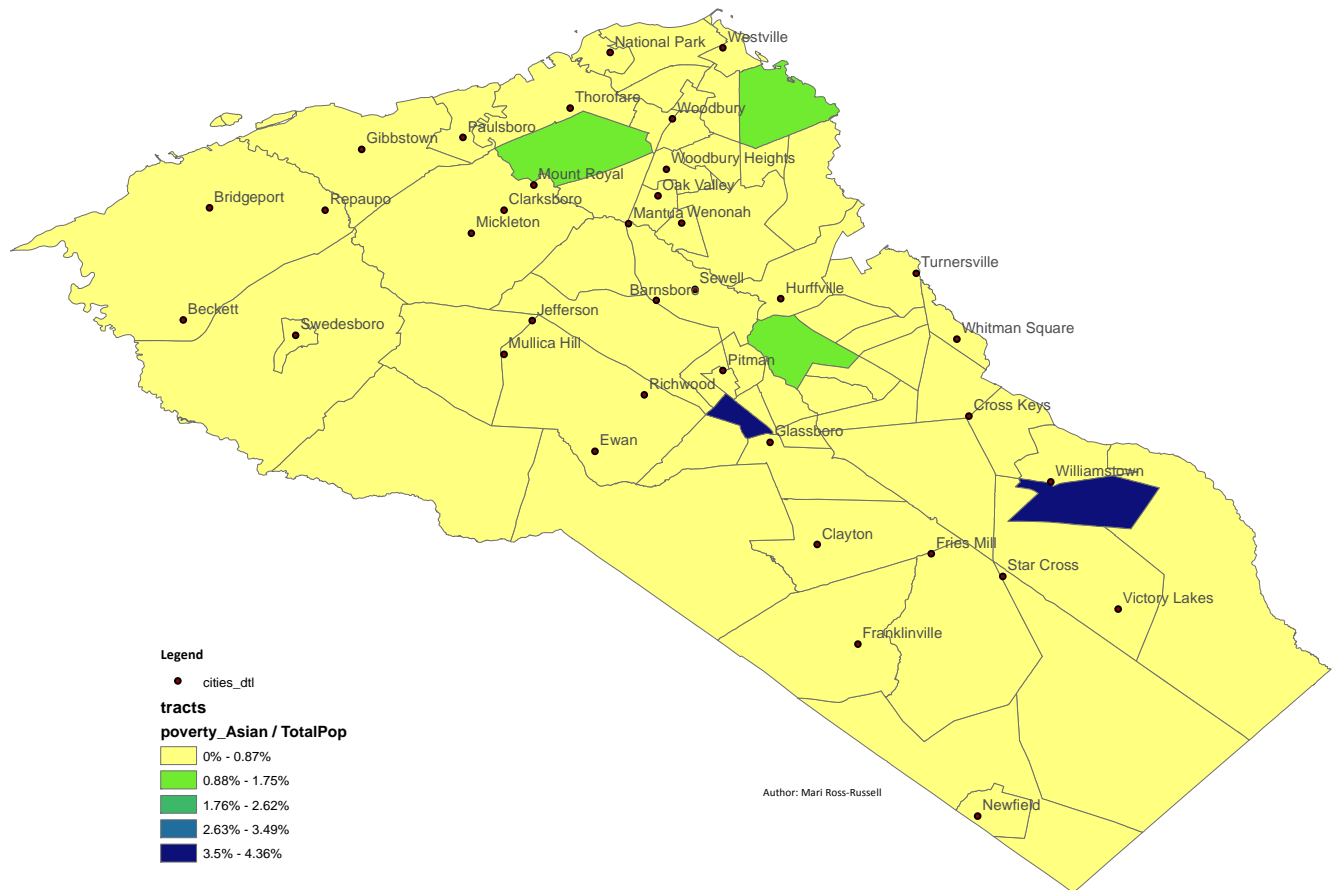 National Park
Westville
Thorofare
Woodbury
Paulsboro
Gibbstown
Woodbury Heights
Mount Royal
Oak Valley
Bridgeport
Repaupo
Clarksboro
Mantua
Wenonah
Mickleton
Turnersville
Sewell
Hurffville
Barnsboro
Beckett
Jefferson
Swedesboro
Whitman Square
Mullica Hill
Pitman
Richwood
Cross Keys
Glassboro
Ewan
Williamstown
Clayton
Fries Mill
Star Cross
Victory Lakes
Franklinville
Legend
cities_dtl
tracts
poverty_Asian / TotalPop
0% - 0.87%
0.88% - 1.75%
1.76% - 2.62%
2.63% - 3.49%
3.5% - 4.36%
Author: Mari Ross-Russell
Newfield